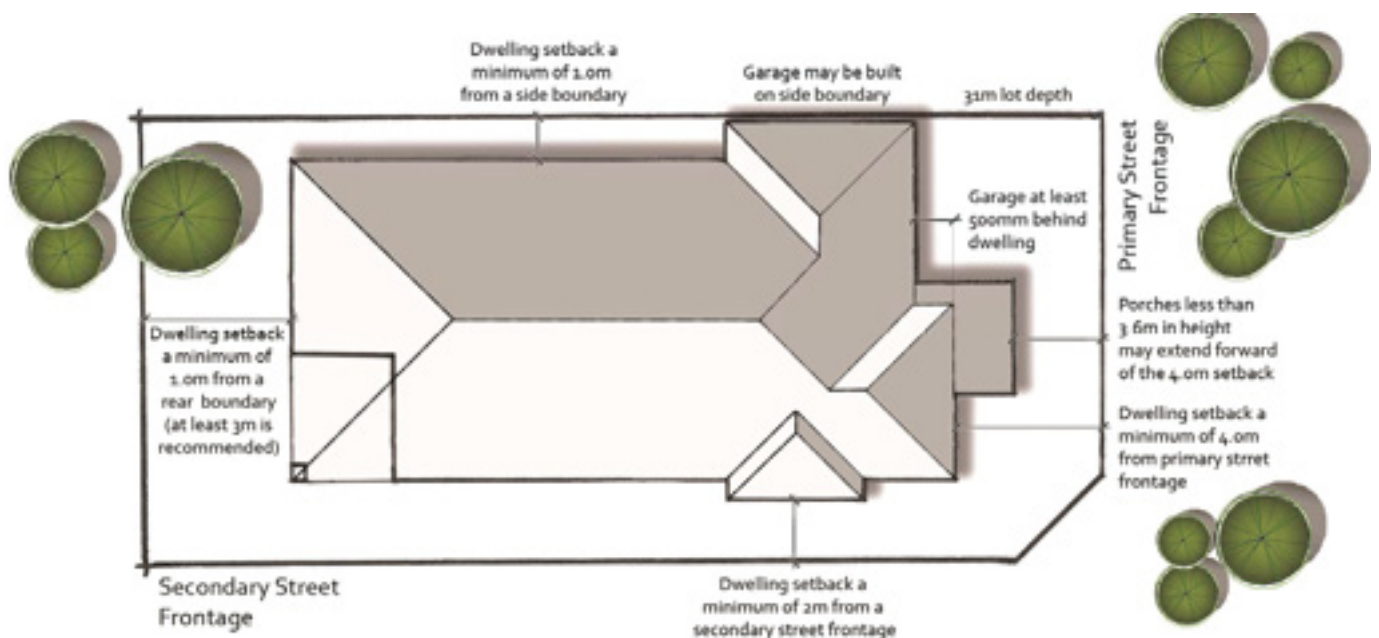 Dwelling setback a
minimum of 1.0m
from a side boundary
Garage may be built
on side boundary
31m lot depth
Primary Street
Frontage
Garage at least
500mm behind
dwelling
Porches less than
3.6m in height
may extend forward
of the 4.0m setback
Dwelling setback
a minimum of
1.0m from a
rear boundary
(at least 3m is
recommended)
Dwelling setback a
minimum of 4.0m
from primary strret
frontage
Secondary Street
Frontage
Dwelling setback a
minimum of 2m from a
secondary street frontage